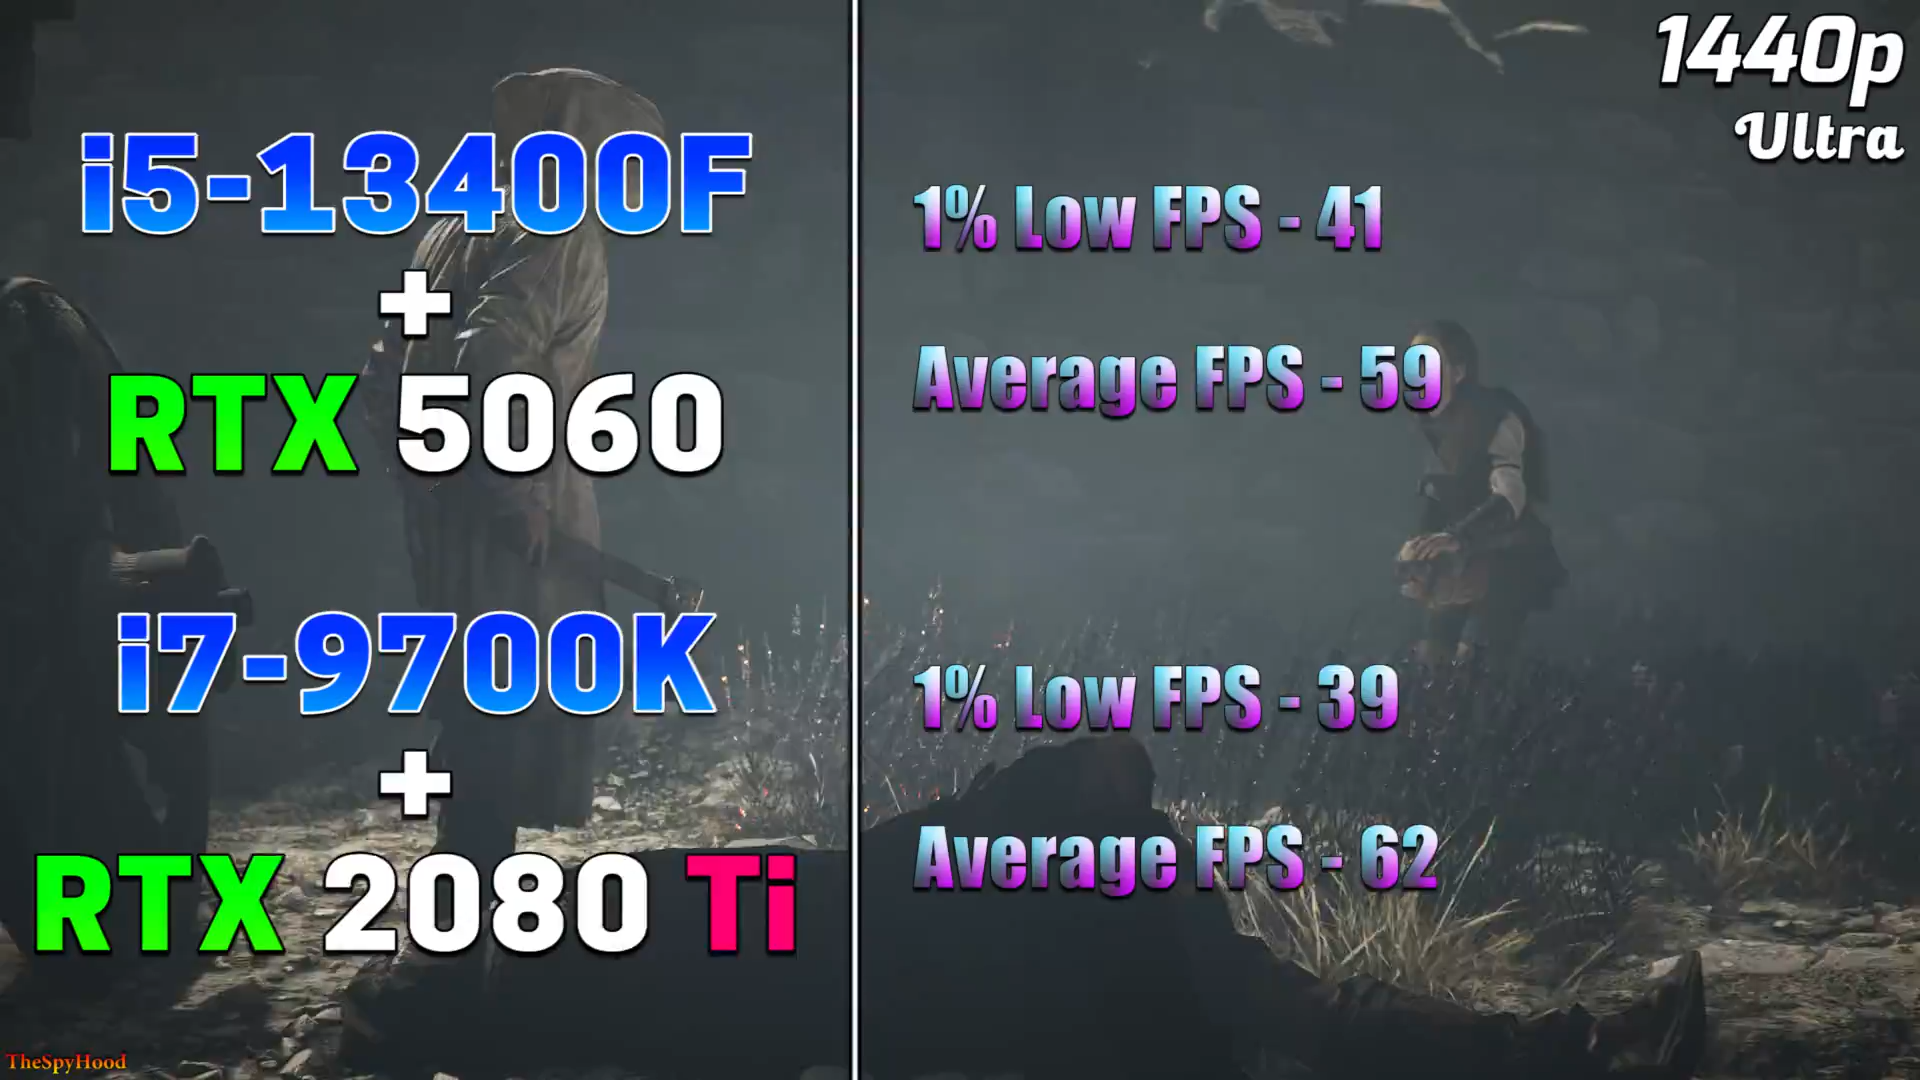 1440p
Ultra
i5-13400F
+
RTX 5060
1% Low FPS - 41
Average FPS - 59
i7-9700K
+
RTX 2080 Ti
1% Low FPS - 39
Average FPS - 62
TheSpyHood